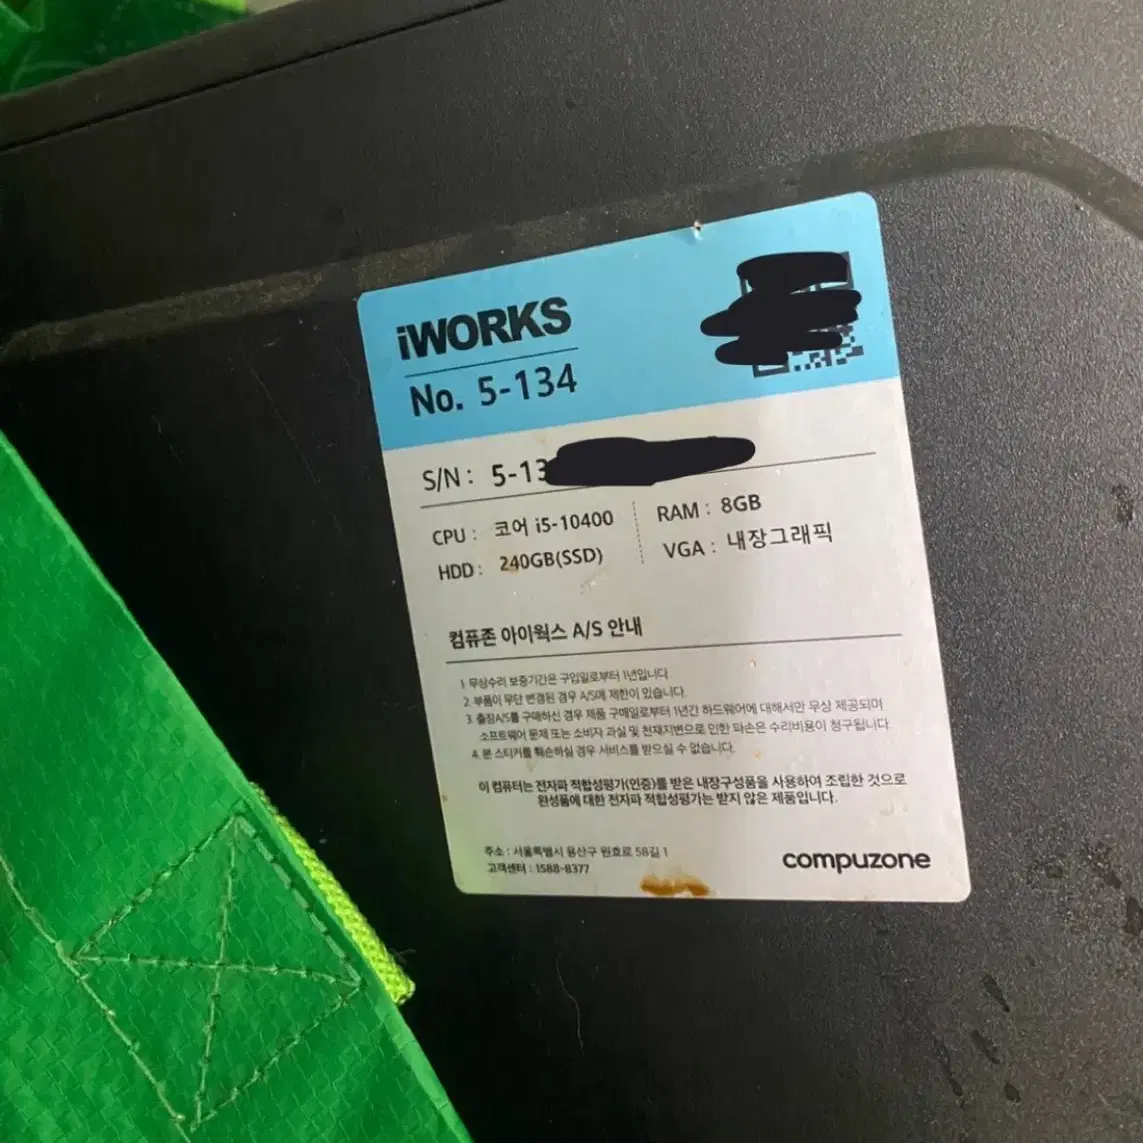 iWORKS
No. 5-134
S/N : 5-13
CPU : 코어 i5-10400
RAM : 8GB
HDD : 240GB(SSD)
VGA : 내장그래픽
컴퓨존 아이웍스 A/S 안내
1. 무상수리 보증기간은 구입일로부터 1년입니다.
2. 부품이 무단 변경된 경우 A/S에 제한이 있습니다.
3. 출장A/S를 구매하신 경우 제품 구매일로부터 1년간 하드웨어에 대해서만 무상 제공되며
소프트웨어 문제 또는 소비자 과실 및 천재지변으로 인한 파손은 수리비용이 청구됩니다.
4. 본 스티커를 훼손하실 경우 서비스를 받으실 수 없습니다.
이 컴퓨터는 전자파 적합성평가(인증)를 받은 내장구성품을 사용하여 조립한 것으로
완성품에 대한 전자파 적합성평가는 받지 않은 제품입니다.
주소 : 서울특별시 용산구 원효로 58길 1
고객센터 : 1588-8377
compuzone